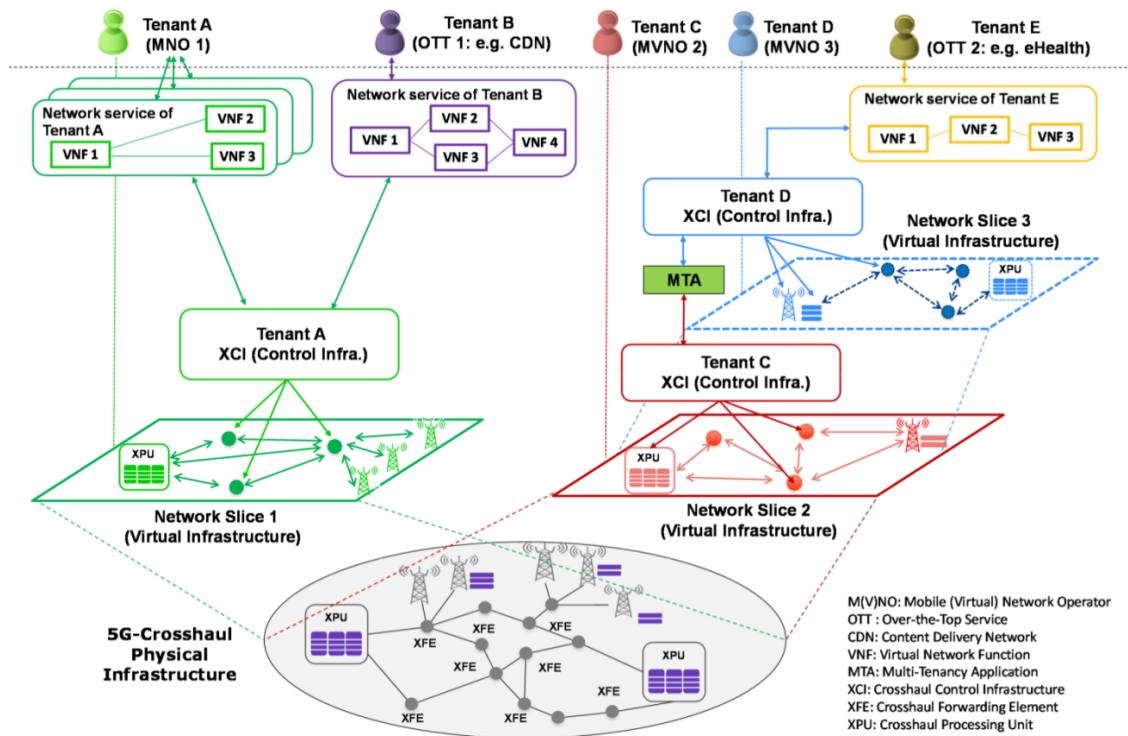 Tenant A
(MNO 1)
Tenant B
(OTT 1: e.g. CDN)
Tenant C
(MVNO 2)
Tenant D
(MVNO 3)
Tenant E
(OTT 2: e.g. eHealth)
Network service of
Tenant A
VNF 2
VNF 1
VNF 3
Network service of Tenant B
VNF 2
VNF 1
VNF 4
VNF 3
Network service of Tenant E
VNF 2
VNF 1
VNF 3
Tenant D
XCI (Control Infra.)
Network Slice 3
(Virtual Infrastructure)
XPU
MTA
Tenant A
XCI (Control Infra.)
Tenant C
XCI (Control Infra.)
XPU
Network Slice 1
(Virtual Infrastructure)
XPU
Network Slice 2
(Virtual Infrastructure)
5G-Crosshaul
Physical
Infrastructure
XPU
XFE
XFE
XFE
XFE
XFE
XFE
XFE
XFE
XPU
M(V)NO: Mobile (Virtual) Network Operator
OTT : Over-the-Top Service
CDN: Content Delivery Network
VNF: Virtual Network Function
MTA: Multi-Tenancy Application
XCI: Crosshaul Control Infrastructure
XFE: Crosshaul Forwarding Element
XPU: Crosshaul Processing Unit